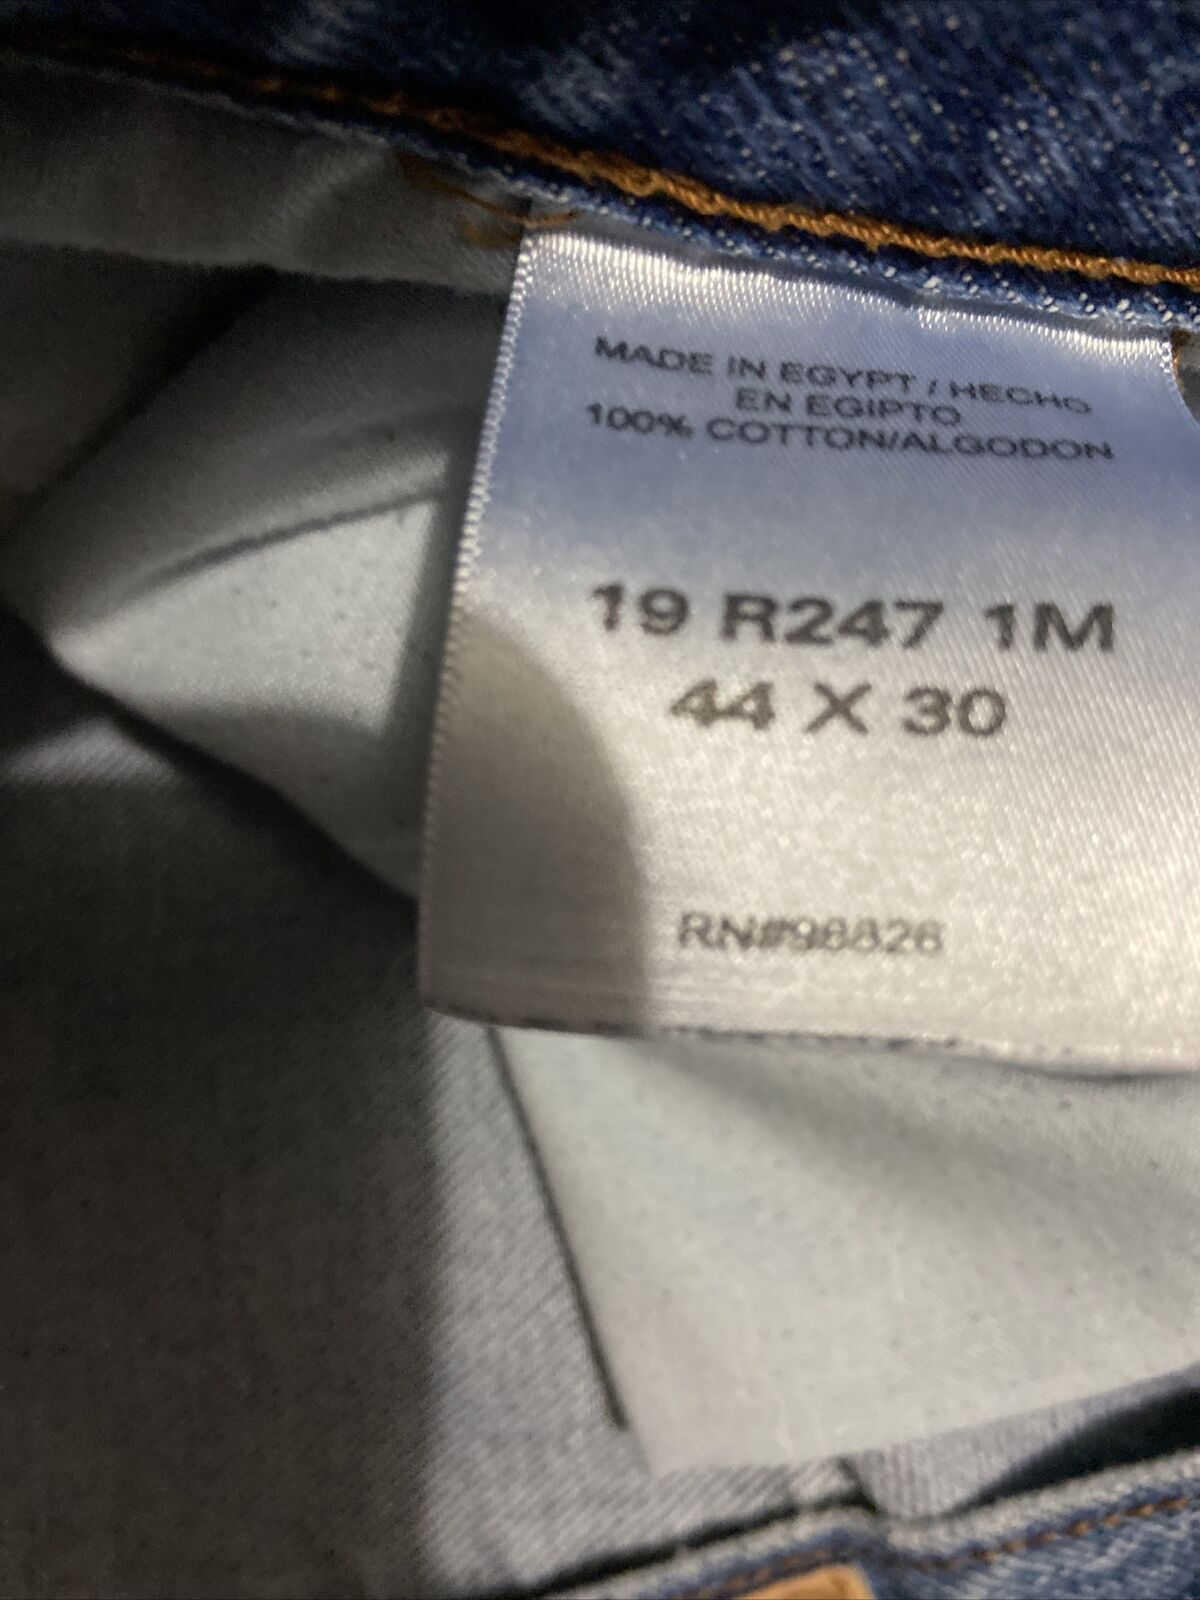 MADE IN EGYPT / HECHO
EN EGIPTO
100% COTTON/ALGODON
19 R247 1M
44 X 30
RN#98826